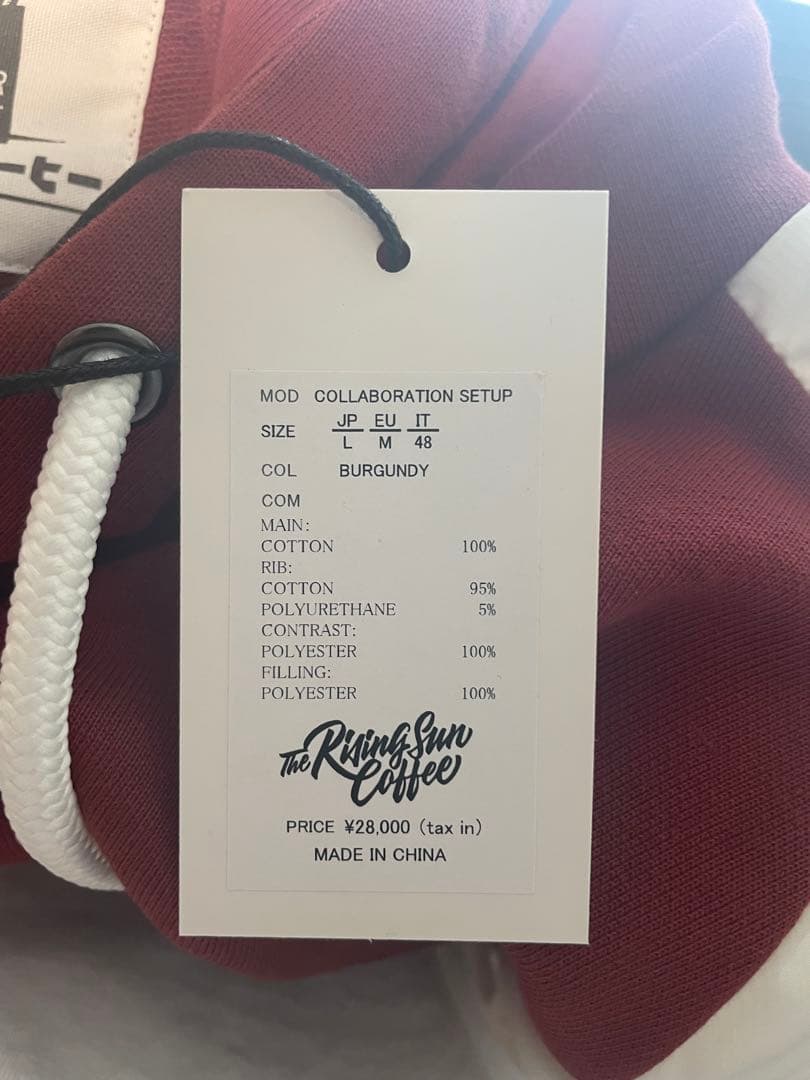 MOD COLLABORATION SETUP
SIZE JP EU IT
L M 48
COL BURGUNDY
COM
MAIN:
COTTON 100%
RIB:
COTTON 95%
POLYURETHANE 5%
CONTRAST:
POLYESTER 100%
FILLING:
POLYESTER 100%
The Rising Sun
Coffee
PRICE ¥28,000 (tax in)
MADE IN CHINA